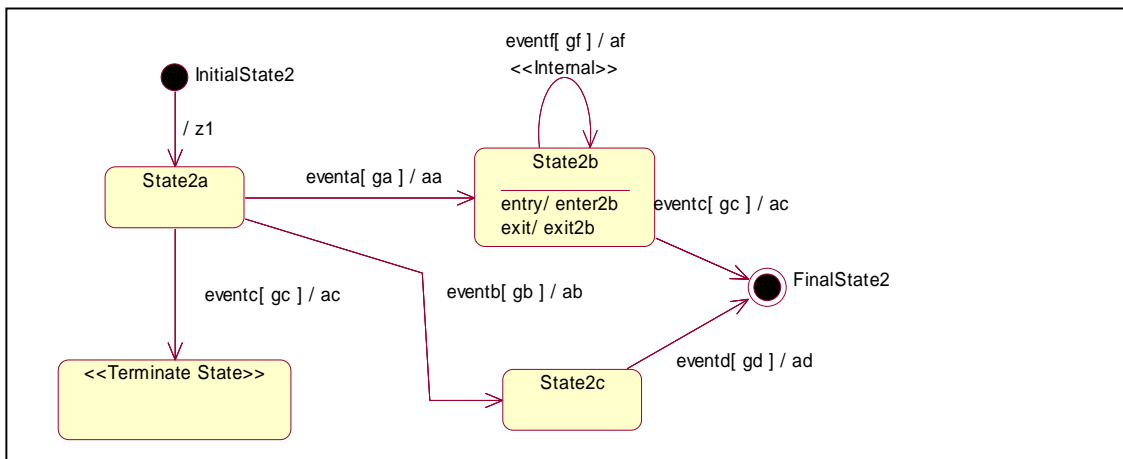 eventf[ gf ] / af
<<Internal>>
InitialState2
/ z1
State2a
eventa[ ga ] / aa
State2b
entry/ enter2b
exit/ exit2b
eventc[ gc ] / ac
FinalState2
eventc[ gc ] / ac
eventb[ gb ] / ab
eventd[ gd ] / ad
<<Terminate State>>
State2c